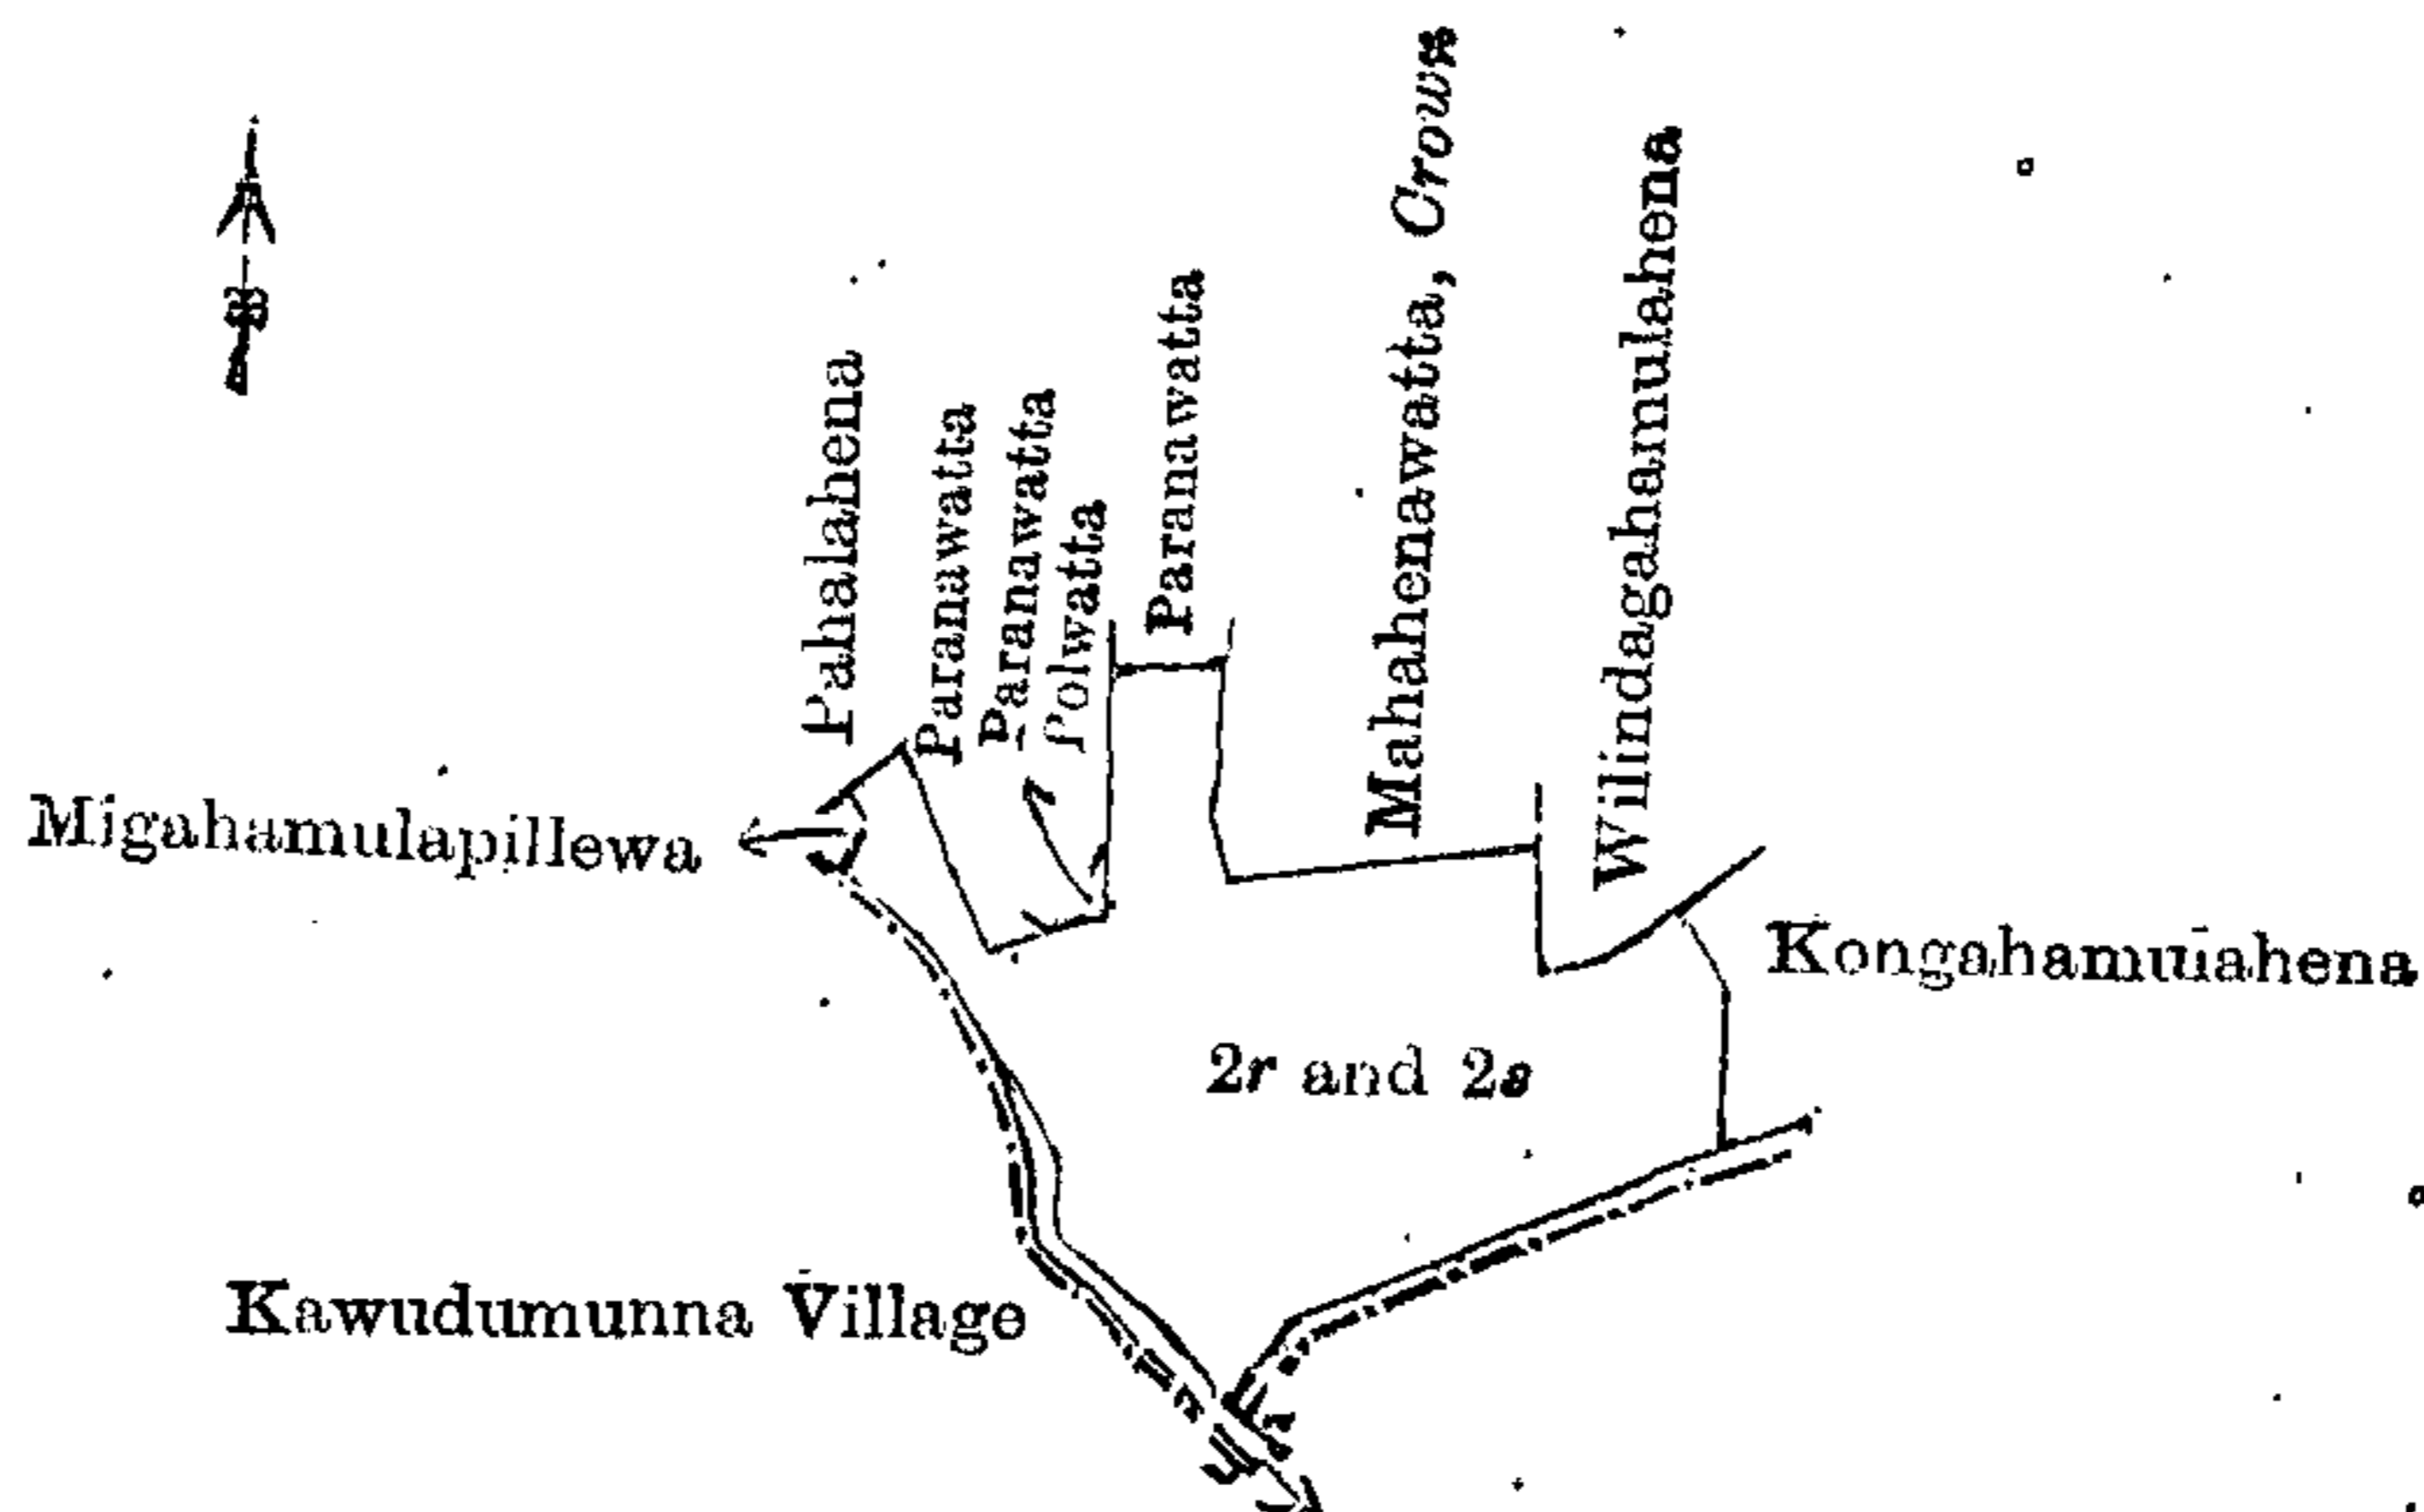 Pahalahena
Paranawatta
Paranawatta
Polwatta
Paranawatta
Mahahenawatta, Crown
Wilindagahamulahena
Migahamulapillewa
Kongahamulahena
2r and 2s
Kawudumunna Village